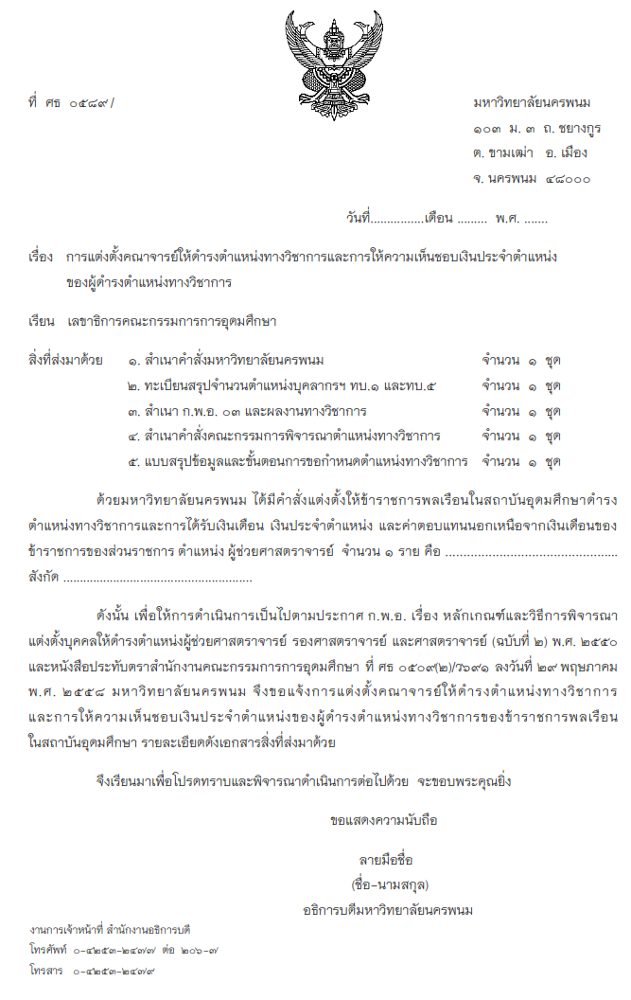 ที่ ศธ ๐๕๘๙/
มหาวิทยาลัยนครพนม
๑๐๓ ม. ๓ ถ. ชยางกูร
ต. ขามเฒ่า อ. เมือง
จ. นครพนม ๔๘๐๐๐
วันที่................เดือน ......... พ.ศ. .......
เรื่อง การแต่งตั้งคณาจารย์ให้ดำรงตำแหน่งทางวิชาการและการให้ความเห็นชอบเงินประจำตำแหน่ง
ของผู้ดำรงตำแหน่งทางวิชาการ
เรียน เลขาธิการคณะกรรมการการอุดมศึกษา
สิ่งที่ส่งมาด้วย ๑. สำเนาคำสั่งมหาวิทยาลัยนครพนม จำนวน ๑ ชุด
๒. ทะเบียนสรุปจำนวนตำแหน่งบุคลากรฯ ทบ.๑ และทบ.๕ จำนวน ๑ ชุด
๓. สำเนา ก.พ.อ. ๐๓ และผลงานทางวิชาการ จำนวน ๑ ชุด
๔. สำเนาคำสั่งคณะกรรมการพิจารณาตำแหน่งทางวิชาการ จำนวน ๑ ชุด
๕. แบบสรุปข้อมูลและขั้นตอนการขอกำหนดตำแหน่งทางวิชาการ จำนวน ๑ ชุด
ด้วยมหาวิทยาลัยนครพนม ได้มีคำสั่งแต่งตั้งให้ข้าราชการพลเรือนในสถาบันอุดมศึกษาดำรง
ตำแหน่งทางวิชาการและการได้รับเงินเดือน เงินประจำตำแหน่ง และค่าตอบแทนนอกเหนือจากเงินเดือนของ
ข้าราชการของส่วนราชการ ตำแหน่ง ผู้ช่วยศาสตราจารย์ จำนวน ๑ ราย คือ ................................................
สังกัด .........................................................
ดังนั้น เพื่อให้การดำเนินการเป็นไปตามประกาศ ก.พ.อ. เรื่อง หลักเกณฑ์และวิธีการพิจารณา
แต่งตั้งบุคคลให้ดำรงตำแหน่งผู้ช่วยศาสตราจารย์ รองศาสตราจารย์ และศาสตราจารย์ (ฉบับที่ ๒) พ.ศ. ๒๕๕๐
และหนังสือประทับตราสำนักงานคณะกรรมการการอุดมศึกษา ที่ ศธ ๐๕๐๙(๒)/ว๖๙๑ ลงวันที่ ๒๙ พฤษภาคม
พ.ศ. ๒๕๕๘ มหาวิทยาลัยนครพนม จึงขอแจ้งการแต่งตั้งคณาจารย์ให้ดำรงตำแหน่งทางวิชาการ
และการให้ความเห็นชอบเงินประจำตำแหน่งของผู้ดำรงตำแหน่งทางวิชาการของข้าราชการพลเรือน
ในสถาบันอุดมศึกษา รายละเอียดดังเอกสารสิ่งที่ส่งมาด้วย
จึงเรียนมาเพื่อโปรดทราบและพิจารณาดำเนินการต่อไปด้วย จะขอบพระคุณยิ่ง
ขอแสดงความนับถือ
ลายมือชื่อ
(ชื่อ-นามสกุล)
อธิการบดีมหาวิทยาลัยนครพนม
งานการเจ้าหน้าที่ สำนักงานอธิการบดี
โทรศัพท์ ๐-๔๒๕๓-๒๔๗๗ ต่อ ๒๐๖-๗
โทรสาร ๐-๔๒๕๓-๒๔๗๙